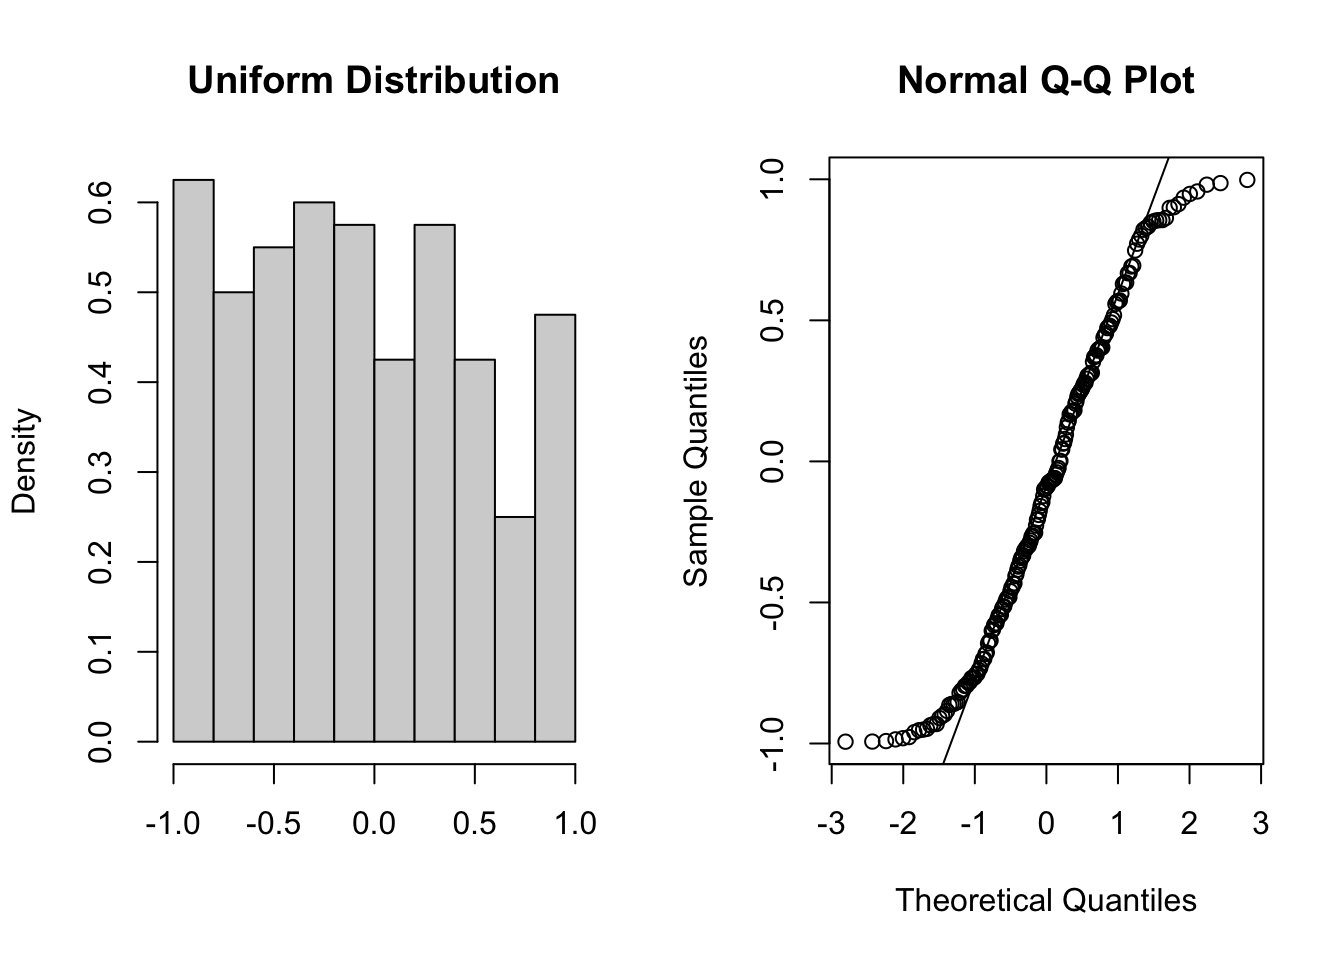 Uniform Distribution
Density
0.6
0.5
0.4
0.3
0.2
0.1
0.0
-1.0 -0.5 0.0 0.5 1.0
Normal Q-Q Plot
Sample Quantiles
1.0
0.5
0.0
-0.5
-1.0
-3 -2 -1 0 1 2 3
Theoretical Quantiles